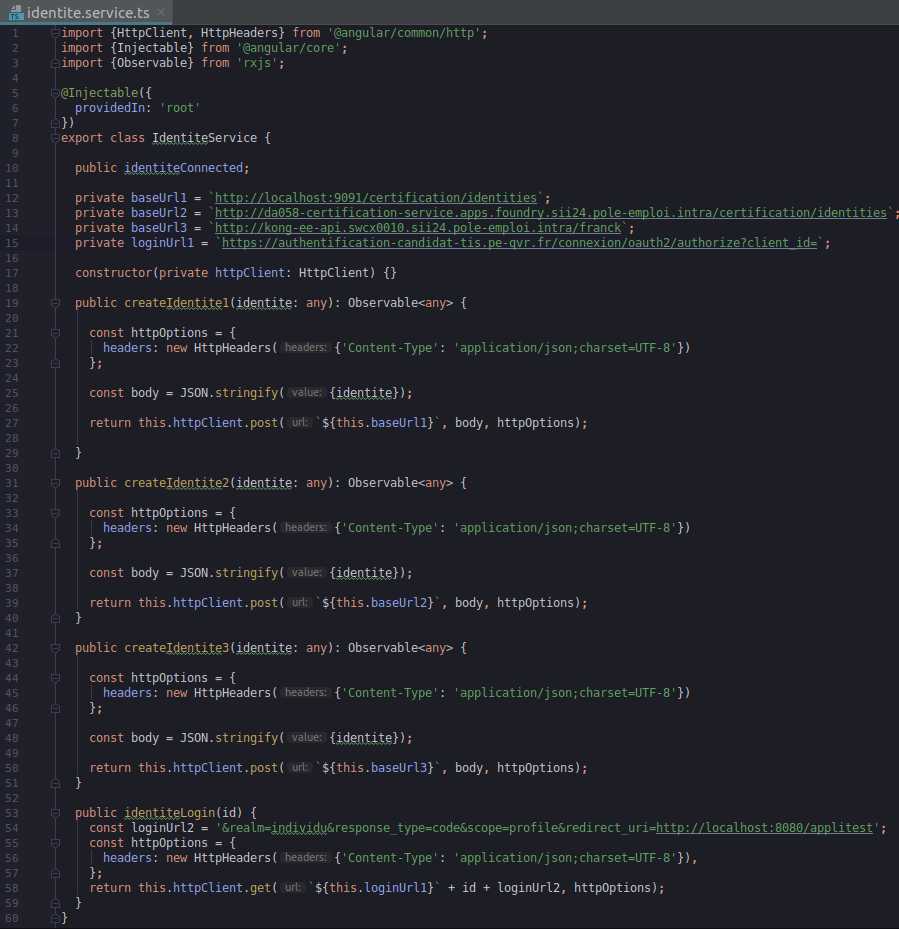 identite.service.ts
1 import {HttpClient, HttpHeaders} from '@angular/common/http';
2 import {Injectable} from '@angular/core';
3 import {Observable} from 'rxjs';
4
5 @Injectable({
6   providedIn: 'root'
7 })
8 export class IdentiteService {
9
10   public identiteConnected;
11
12   private baseUrl1 = `http://localhost:9091/certification/identities`;
13   private baseUrl2 = `http://da058-certification-service.apps.foundry.sii24.pole-emploi.intra/certification/identities`;
14   private baseUrl3 = `http://kong-ee-api.swcx0010.sii24.pole-emploi.intra/franck`;
15   private loginUrl1 = `https://authentification-candidat-tis.pe-qvr.fr/connexion/oauth2/authorize?client_id=`;
16
17   constructor(private httpClient: HttpClient) {}
18
19   public createIdentite1(identite: any): Observable<any> {
20
21     const httpOptions = {
22       headers: new HttpHeaders( headers: {'Content-Type': 'application/json;charset=UTF-8'})
23     };
24
25     const body = JSON.stringify( value: {identite});
26
27     return this.httpClient.post( url: `${this.baseUrl1}`, body, httpOptions);
28
29   }
30
31   public createIdentite2(identite: any): Observable<any> {
32
33     const httpOptions = {
34       headers: new HttpHeaders( headers: {'Content-Type': 'application/json;charset=UTF-8'})
35     };
36
37     const body = JSON.stringify( value: {identite});
38
39     return this.httpClient.post( url: `${this.baseUrl2}`, body, httpOptions);
40   }
41
42   public createIdentite3(identite: any): Observable<any> {
43
44     const httpOptions = {
45       headers: new HttpHeaders( headers: {'Content-Type': 'application/json;charset=UTF-8'})
46     };
47
48     const body = JSON.stringify( value: {identite});
49
50     return this.httpClient.post( url: `${this.baseUrl3}`, body, httpOptions);
51   }
52
53   public identiteLogin(id) {
54     const loginUrl2 = '&realm=individu&response_type=code&scope=profile&redirect_uri=http://localhost:8080/applitest';
55     const httpOptions = {
56       headers: new HttpHeaders( headers: {'Content-Type': 'application/json;charset=UTF-8'}),
57     };
58     return this.httpClient.get( url: `${this.loginUrl1}` + id + loginUrl2, httpOptions);
59   }
60 }